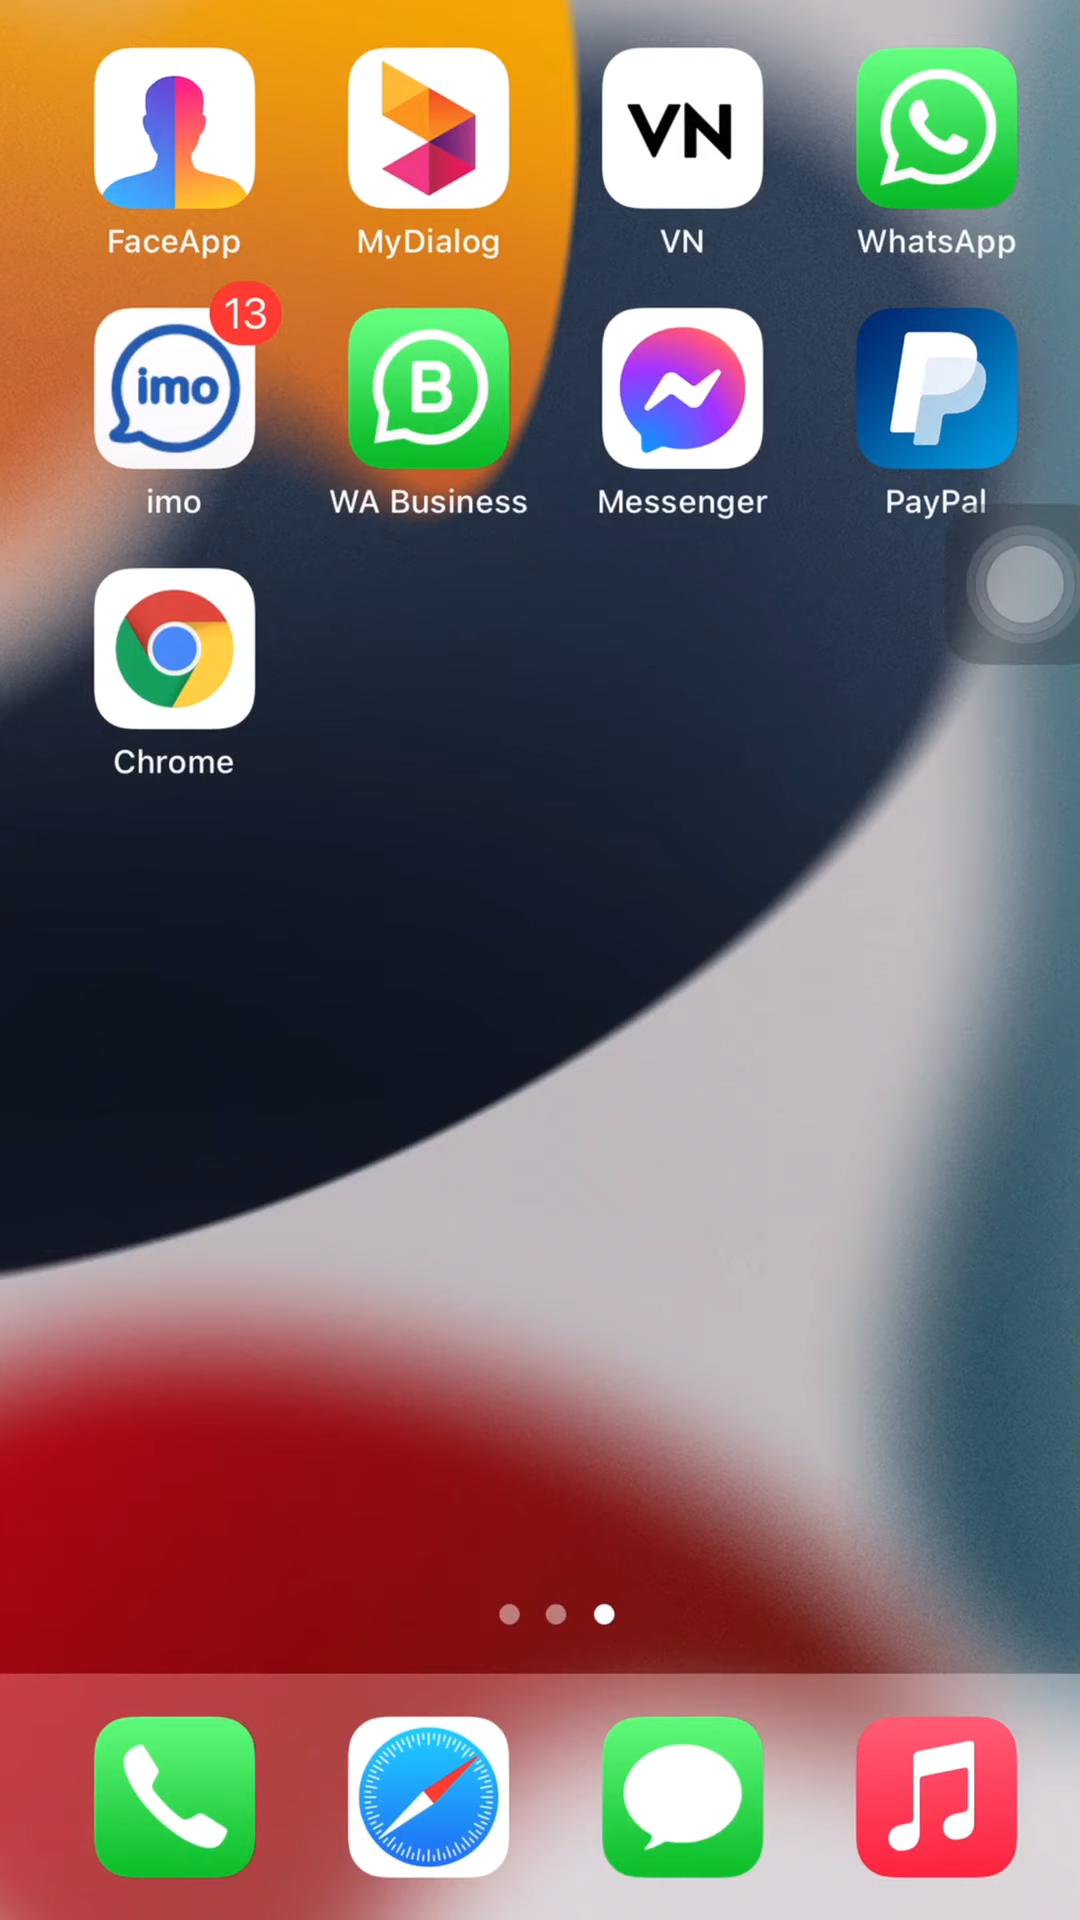 VN
FaceApp MyDialog VN WhatsApp
13
imo B
imo WA Business Messenger PayPal
Chrome